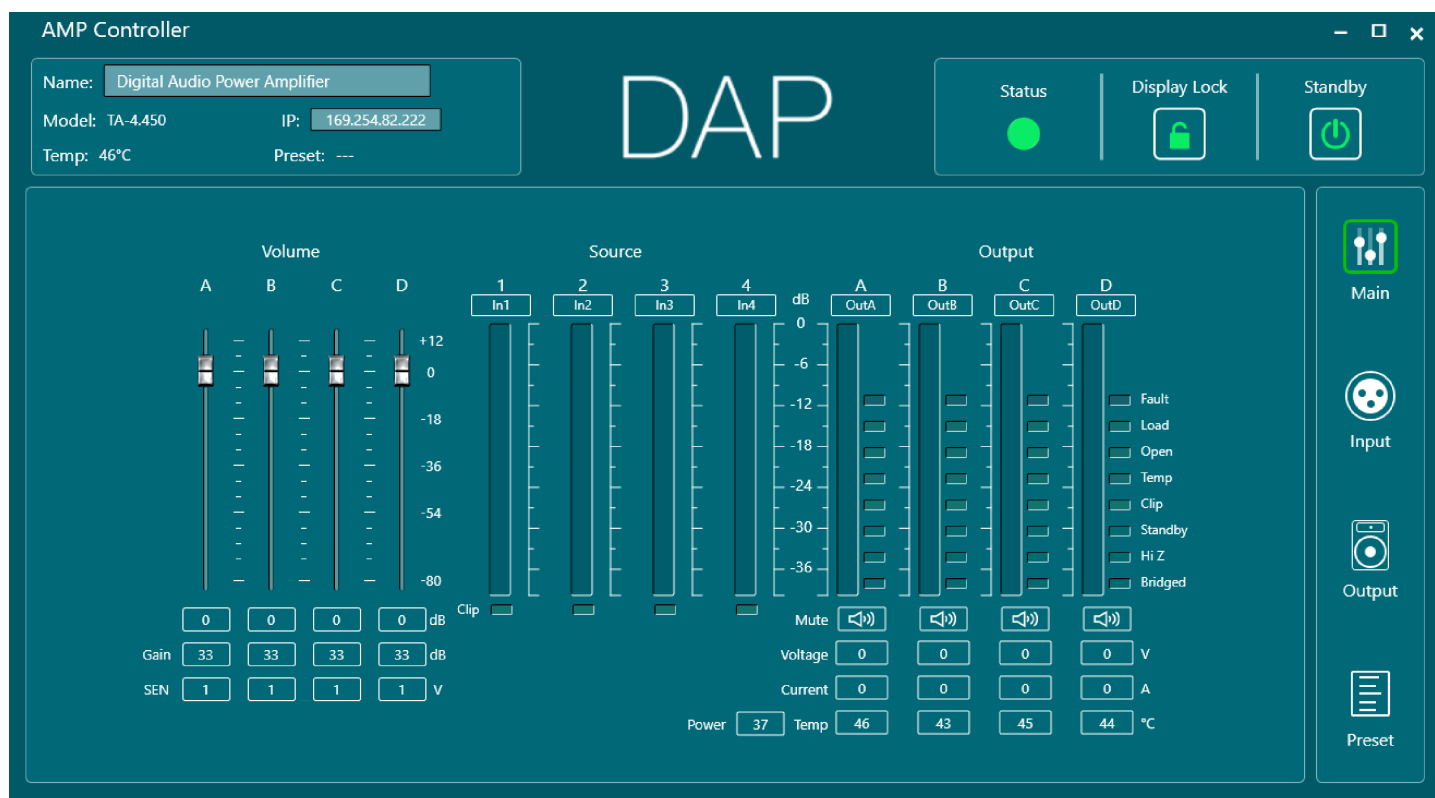 AMP Controller
Name: Digital Audio Power Amplifier
Model: TA-4.450 IP: 169.254.82.222
Temp: 46°C Preset: ---
DAP
Status Display Lock Standby
Volume Source Output
A B C D 1 2 3 4 dB A B C D
In1 In2 In3 In4 OutA OutB OutC OutD
+12
0
-18
-36
-54
-80
0
-6
-12
-18
-24
-30
-36
Fault
Load
Open
Temp
Clip
Standby
Hi Z
Bridged
0 0 0 0 dB
Gain 33 33 33 33 dB
SEN 1 1 1 1 V
Clip
Mute
Voltage 0 0 0 0 V
Current 0 0 0 0 A
Power 37 Temp 46 43 45 44 °C
Main
Input
Output
Preset